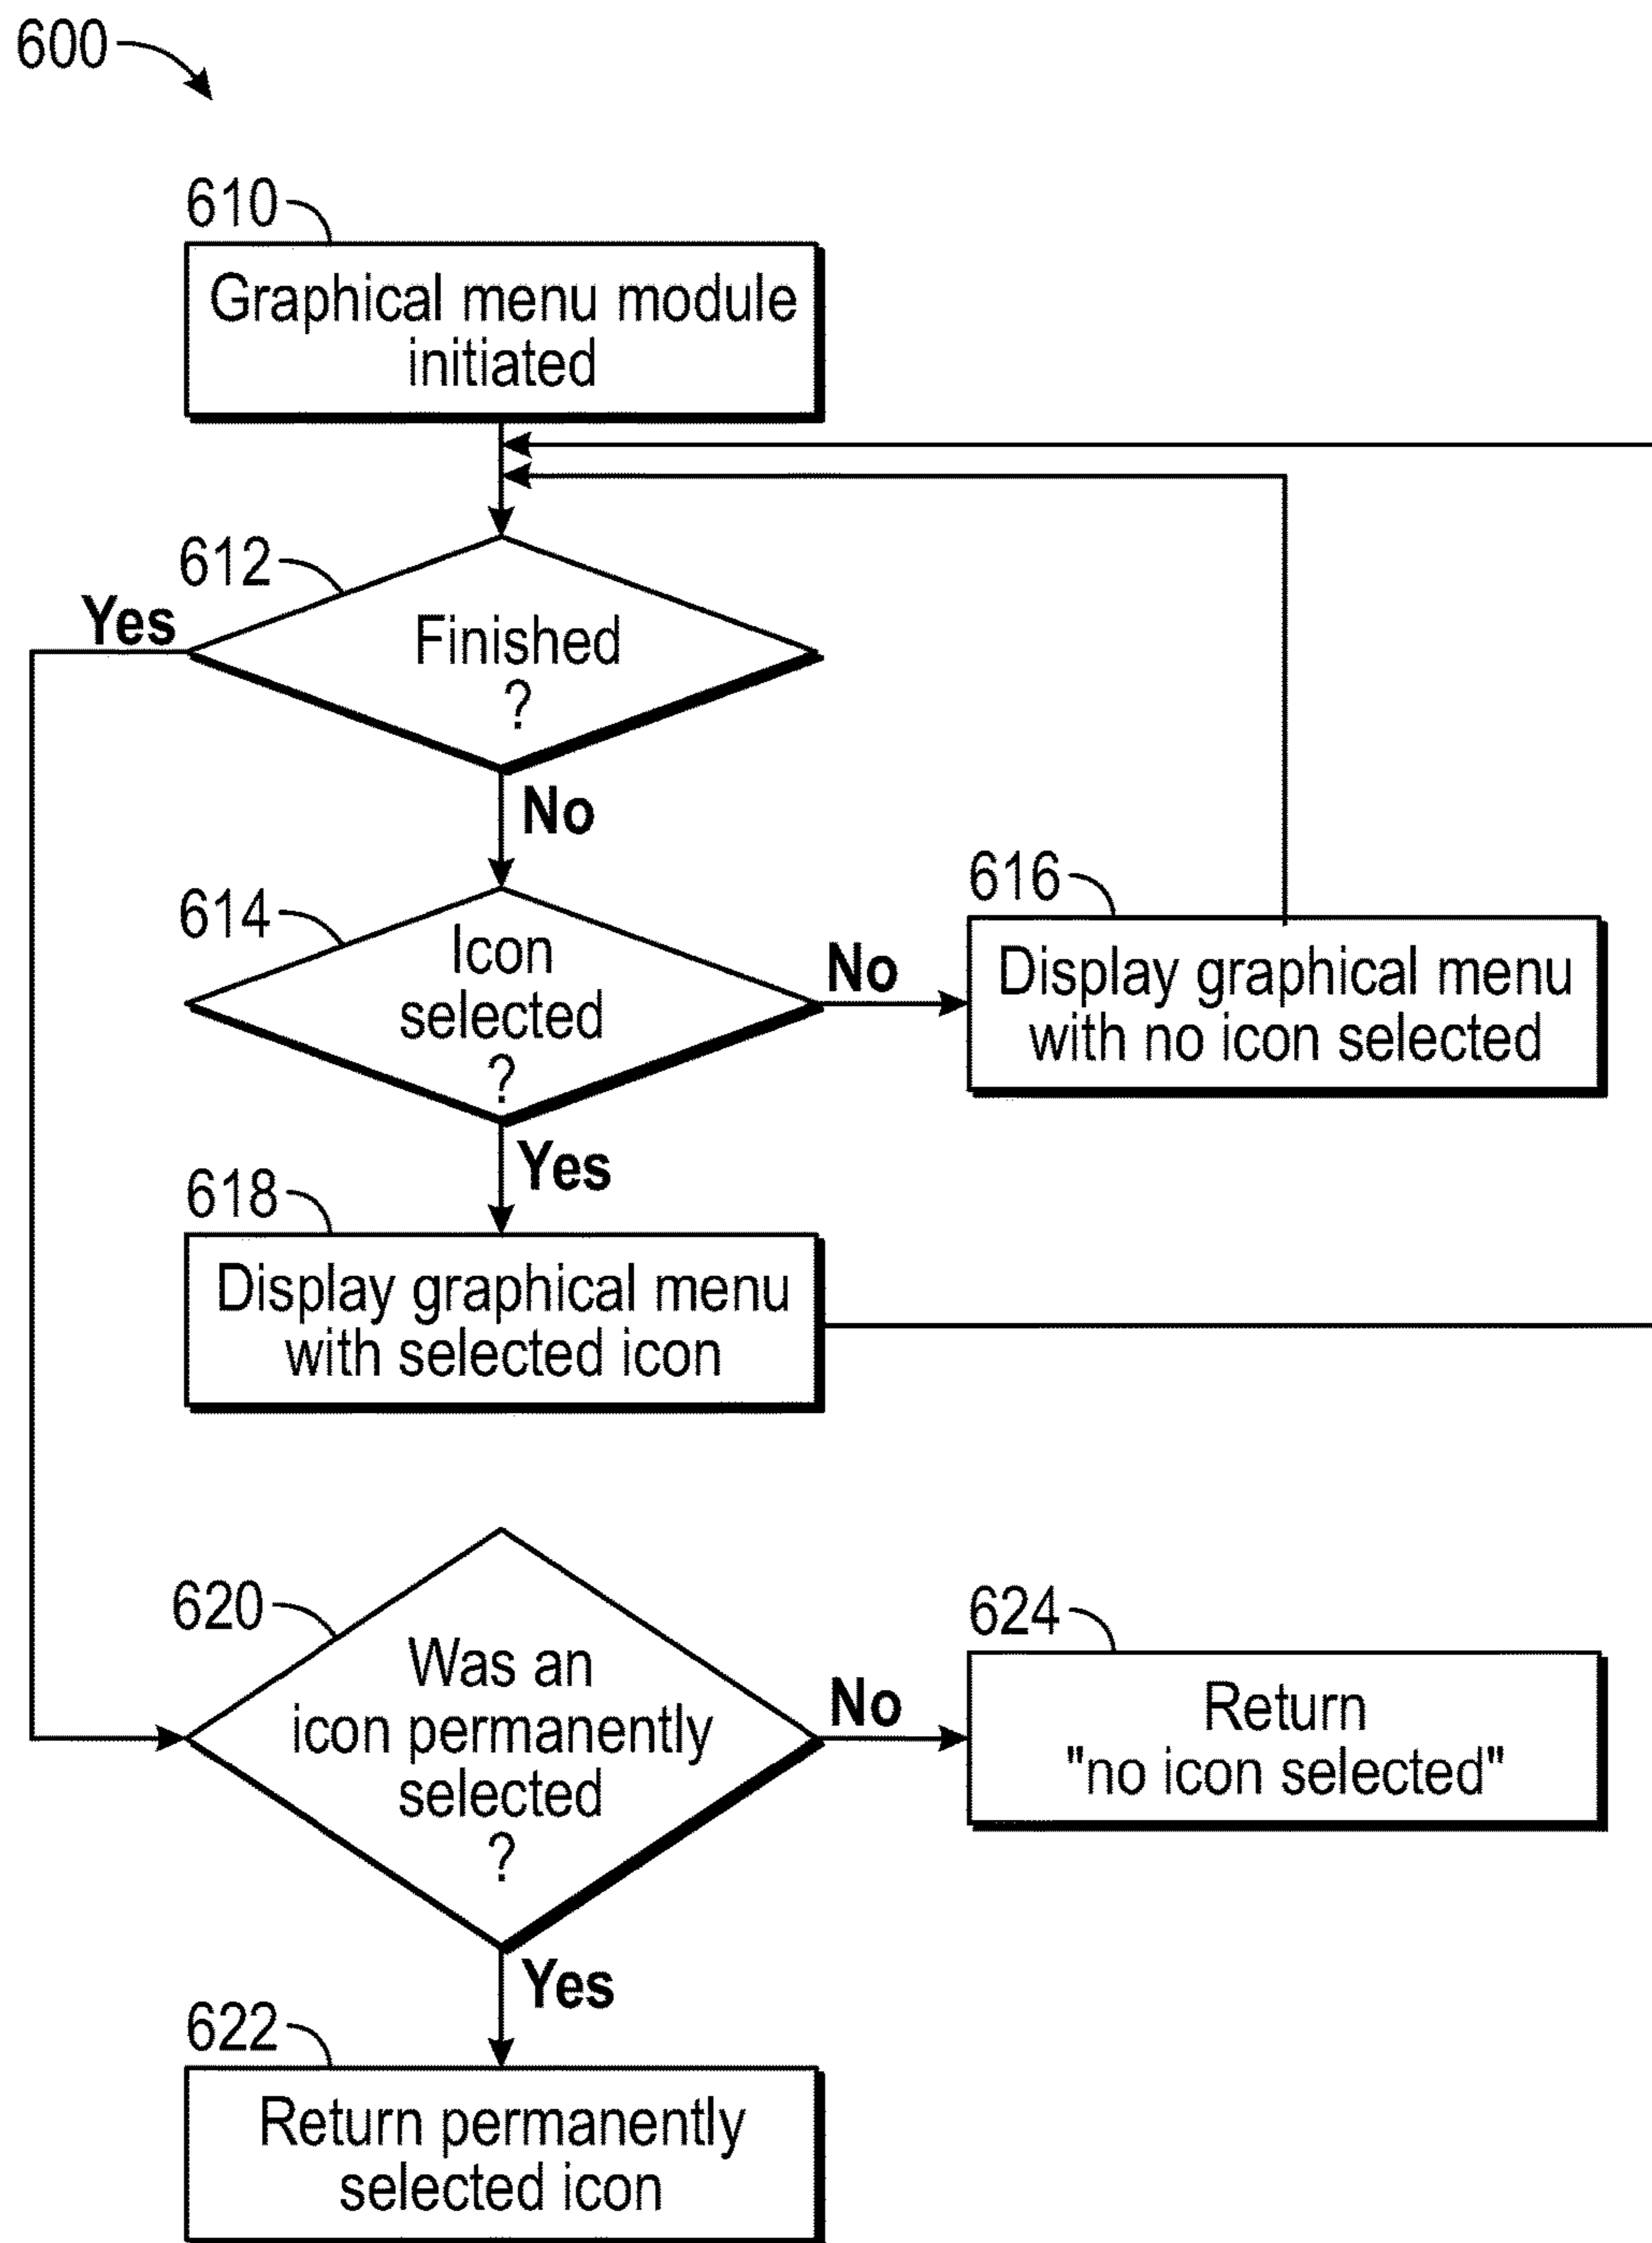 600
610
Graphical menu module
initiated
612
Yes
Finished
?
No
614
Icon
selected
?
No
616
Display graphical menu
with no icon selected
Yes
618
Display graphical menu
with selected icon
620
Was an
icon permanently
selected
?
No
624
Return
"no icon selected"
Yes
622
Return permanently
selected icon